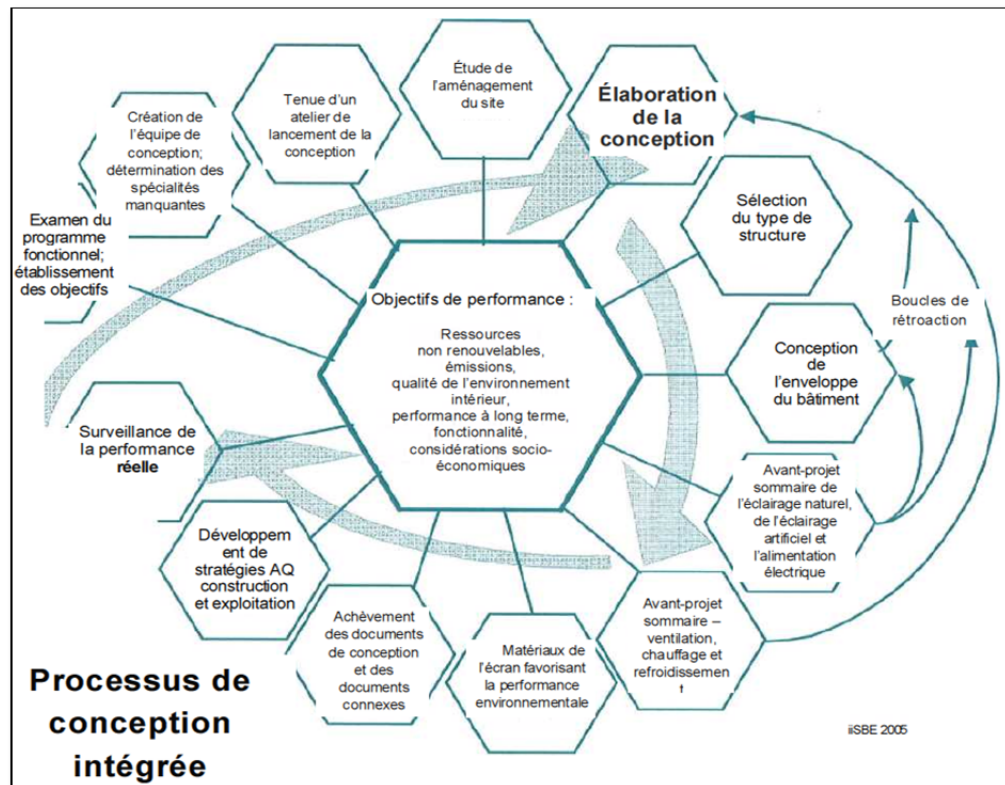 Examen du
programme
fonctionnel;
établissement
des objectifs
Création de
l'équipe de
conception;
détermination des
spécialités
manquantes
Tenue d'un
atelier de
lancement de la
conception
Étude de
l'aménagement
du site
Élaboration
de la
conception
Sélection
du type de
structure
Boucles de
rétroaction
Conception
de
l'enveloppe
du bâtiment
Avant-projet
sommaire de
l'éclairage naturel,
de l'éclairage
artificiel et
l'alimentation
électrique
Avant-projet
sommaire –
ventilation,
chauffage et
refroidissemen
t
Matériaux de
l'écran favorisant
la performance
environnementale
Achèvement
des documents
de conception
et des
documents
connexes
Développem
ent de
stratégies AQ
construction
et exploitation
Surveillance de
la performance
réelle
Objectifs de performance :
Ressources
non renouvelables,
émissions,
qualité de l'environnement
intérieur,
performance à long terme,
fonctionnalité,
considérations socio-
économiques
Processus de
conception
intégrée
iiSBE 2005